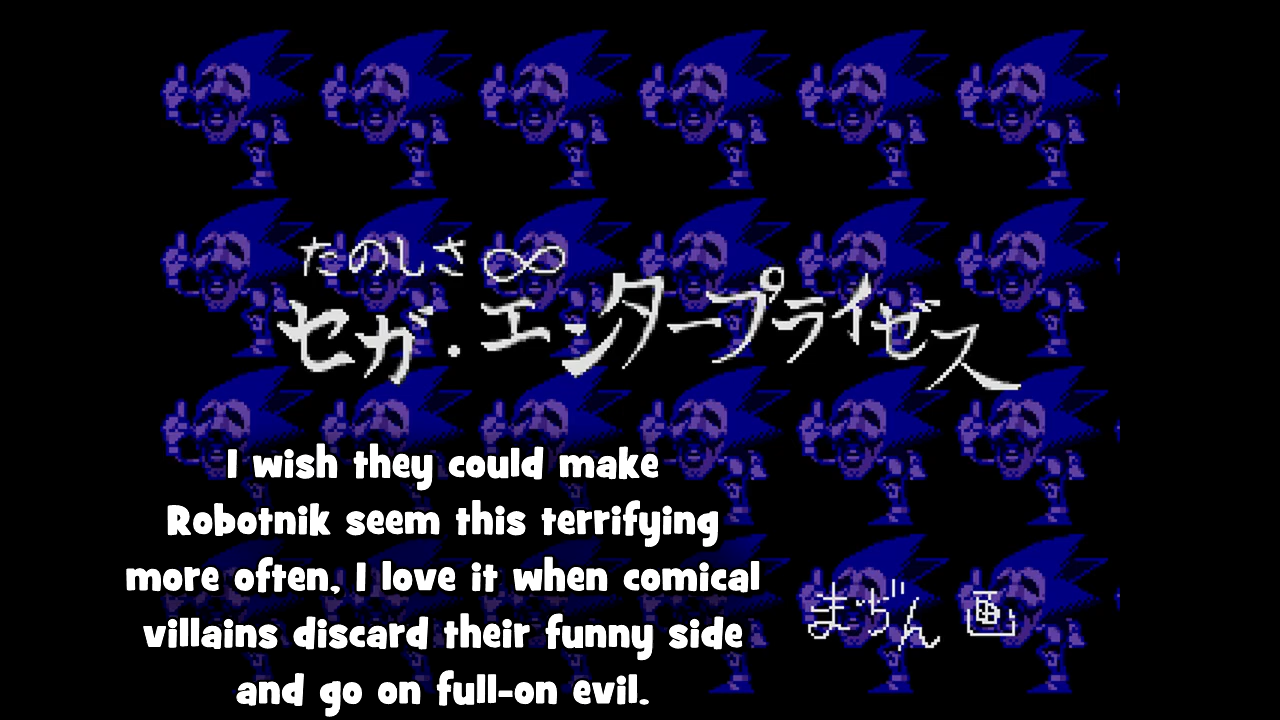 たのしさ∞
セガ・エンタープライゼス
I wish they could make
Robotnik seem this terrifying
more often, I love it when comical
villains discard their funny side
and go on full-on evil.
まぢん 画